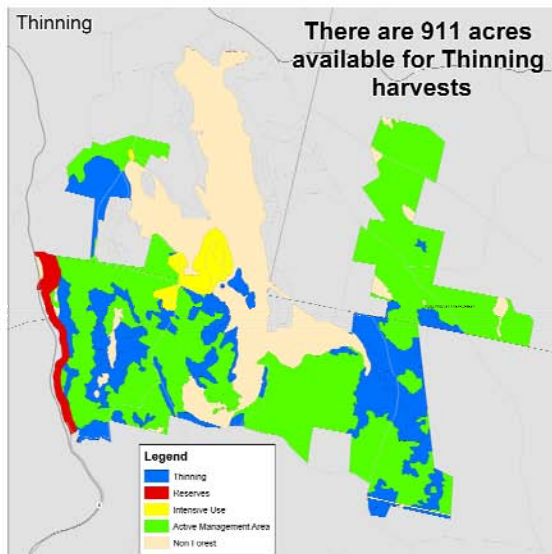 Thinning
There are 911 acres
available for Thinning
harvests
Legend
Thinning
Reserves
Intensive Use
Active Management Area
Non Forest